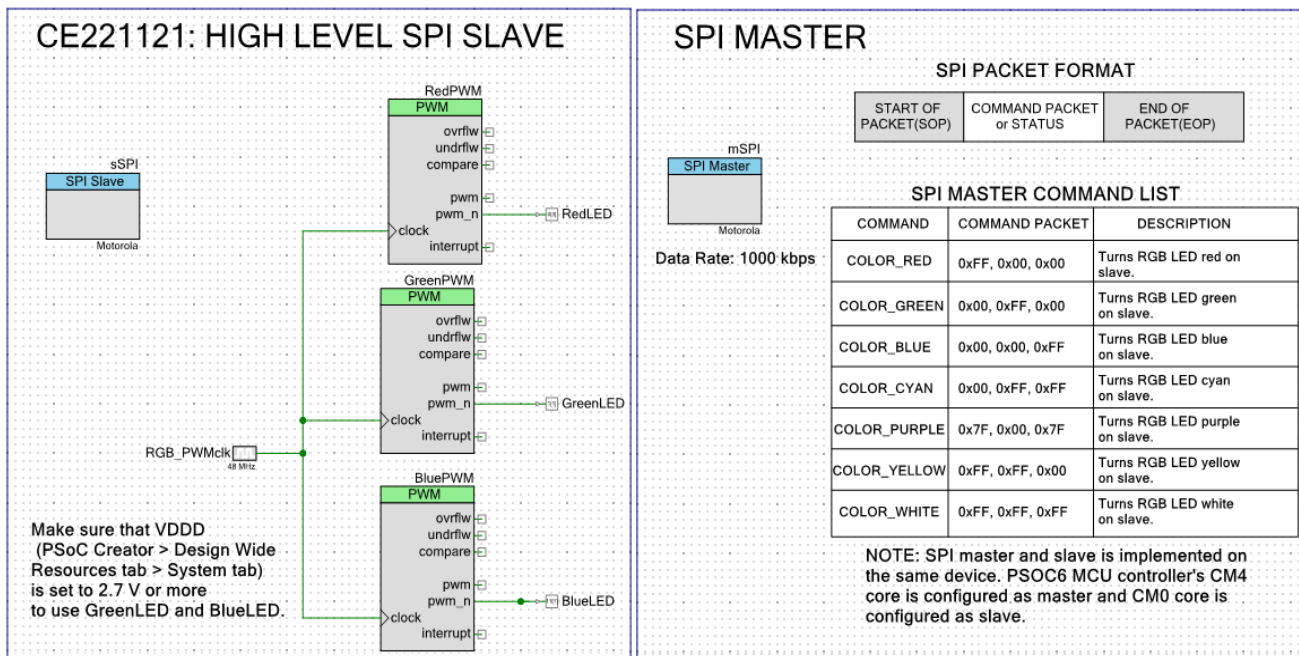 CE221121: HIGH LEVEL SPI SLAVE
sSPI
SPI Slave
Motorola
RedPWM
PWM
ovrflw
undrflw
compare
pwm
pwm_n
RedLED
clock
interrupt
GreenPWM
PWM
ovrflw
undrflw
compare
pwm
pwm_n
GreenLED
clock
interrupt
RGB_PWMclk
48 MHz
BluePWM
PWM
ovrflw
undrflw
compare
pwm
pwm_n
BlueLED
clock
interrupt
Make sure that VDDD
(PSoC Creator > Design Wide
Resources tab > System tab)
is set to 2.7 V or more
to use GreenLED and BlueLED.
SPI MASTER
SPI PACKET FORMAT
START OF
PACKET(SOP)
COMMAND PACKET
or STATUS
END OF
PACKET(EOP)
mSPI
SPI Master
Motorola
Data Rate: 1000 kbps
SPI MASTER COMMAND LIST
COMMAND COMMAND PACKET DESCRIPTION
COLOR_RED 0xFF, 0x00, 0x00 Turns RGB LED red on
slave.
COLOR_GREEN 0x00, 0xFF, 0x00 Turns RGB LED green
on slave.
COLOR_BLUE 0x00, 0x00, 0xFF Turns RGB LED blue
on slave.
COLOR_CYAN 0x00, 0xFF, 0xFF Turns RGB LED cyan
on slave.
COLOR_PURPLE 0x7F, 0x00, 0x7F Turns RGB LED purple
on slave.
COLOR_YELLOW 0xFF, 0xFF, 0x00 Turns RGB LED yellow
on slave.
COLOR_WHITE 0xFF, 0xFF, 0xFF Turns RGB LED white
on slave.
NOTE: SPI master and slave is implemented on
the same device. PSOC6 MCU controller's CM4
core is configured as master and CM0 core is
configured as slave.